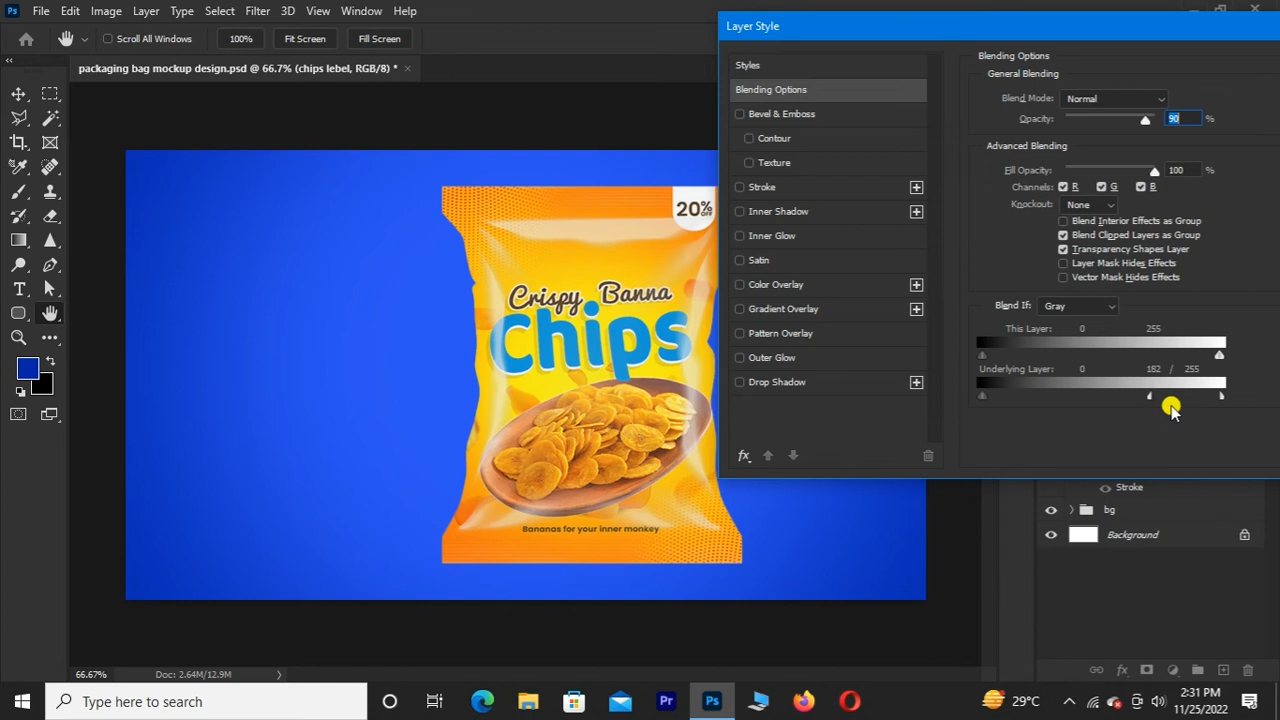 Ps File Edit Image Layer Type Select Filter 3D View Window Help
Scroll All Windows 100% Fit Screen Fill Screen
packaging bag mockup design.psd @ 66.7% (chips lebel, RGB/8) * ×
20%
OFF
Crispy Banna
Chips
Bananas for your inner monkey
Layer Style
Styles
Blending Options
Bevel & Emboss
Contour
Texture
Stroke
Inner Shadow
Inner Glow
Satin
Color Overlay
Gradient Overlay
Pattern Overlay
Outer Glow
Drop Shadow
fx
Blending Options
General Blending
Blend Mode: Normal
Opacity: 90 %
Advanced Blending
Fill Opacity: 100 %
Channels: R G B
Knockout: None
Blend Interior Effects as Group
Blend Clipped Layers as Group
Transparency Shapes Layer
Layer Mask Hides Effects
Vector Mask Hides Effects
Blend If: Gray
This Layer: 0 255
Underlying Layer: 0 182 / 255
Stroke
bg
Background
fx
66.67% Doc: 2.64M/12.9M
Type here to search
Pr
Ps
29°C
2:31 PM
11/25/2022